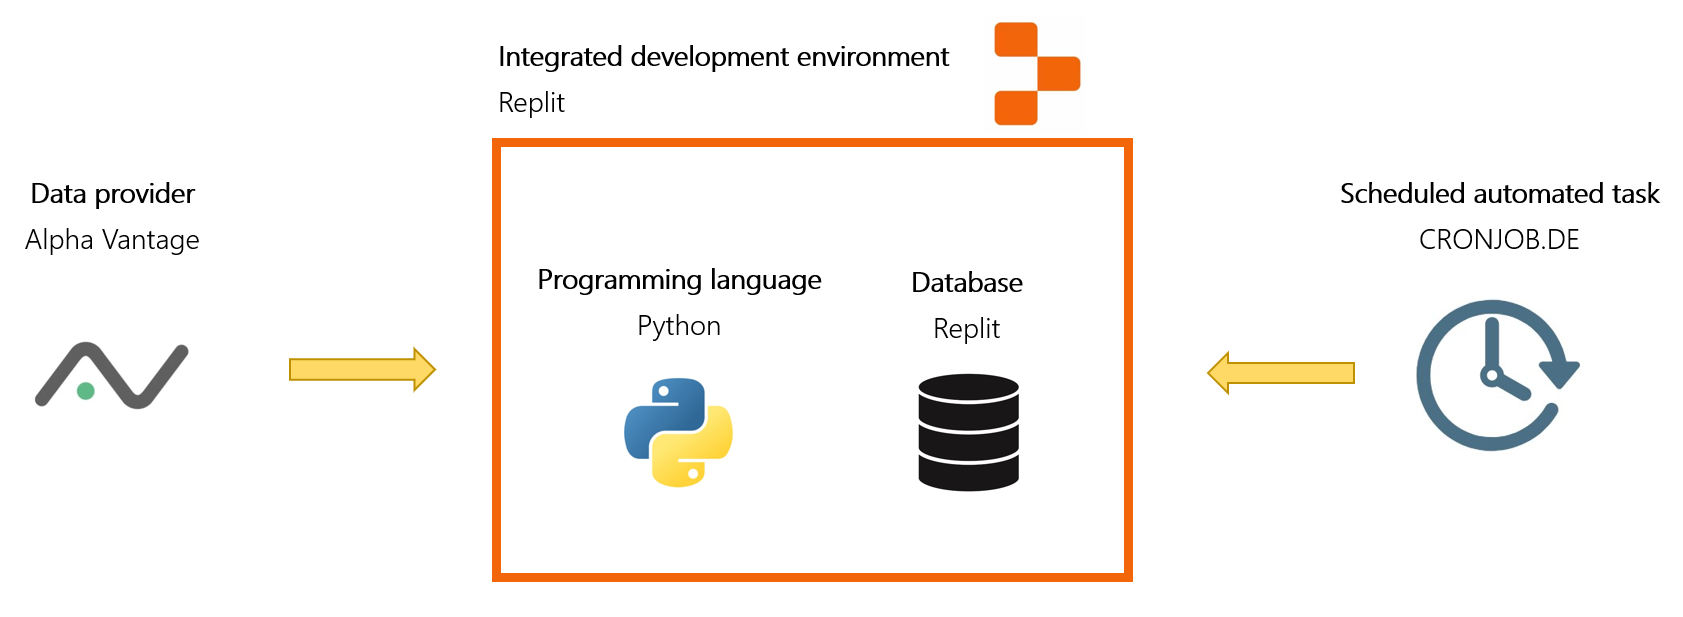 Integrated development environment
Replit
Data provider
Alpha Vantage
Programming language
Python
Database
Replit
Scheduled automated task
CRONJOB.DE